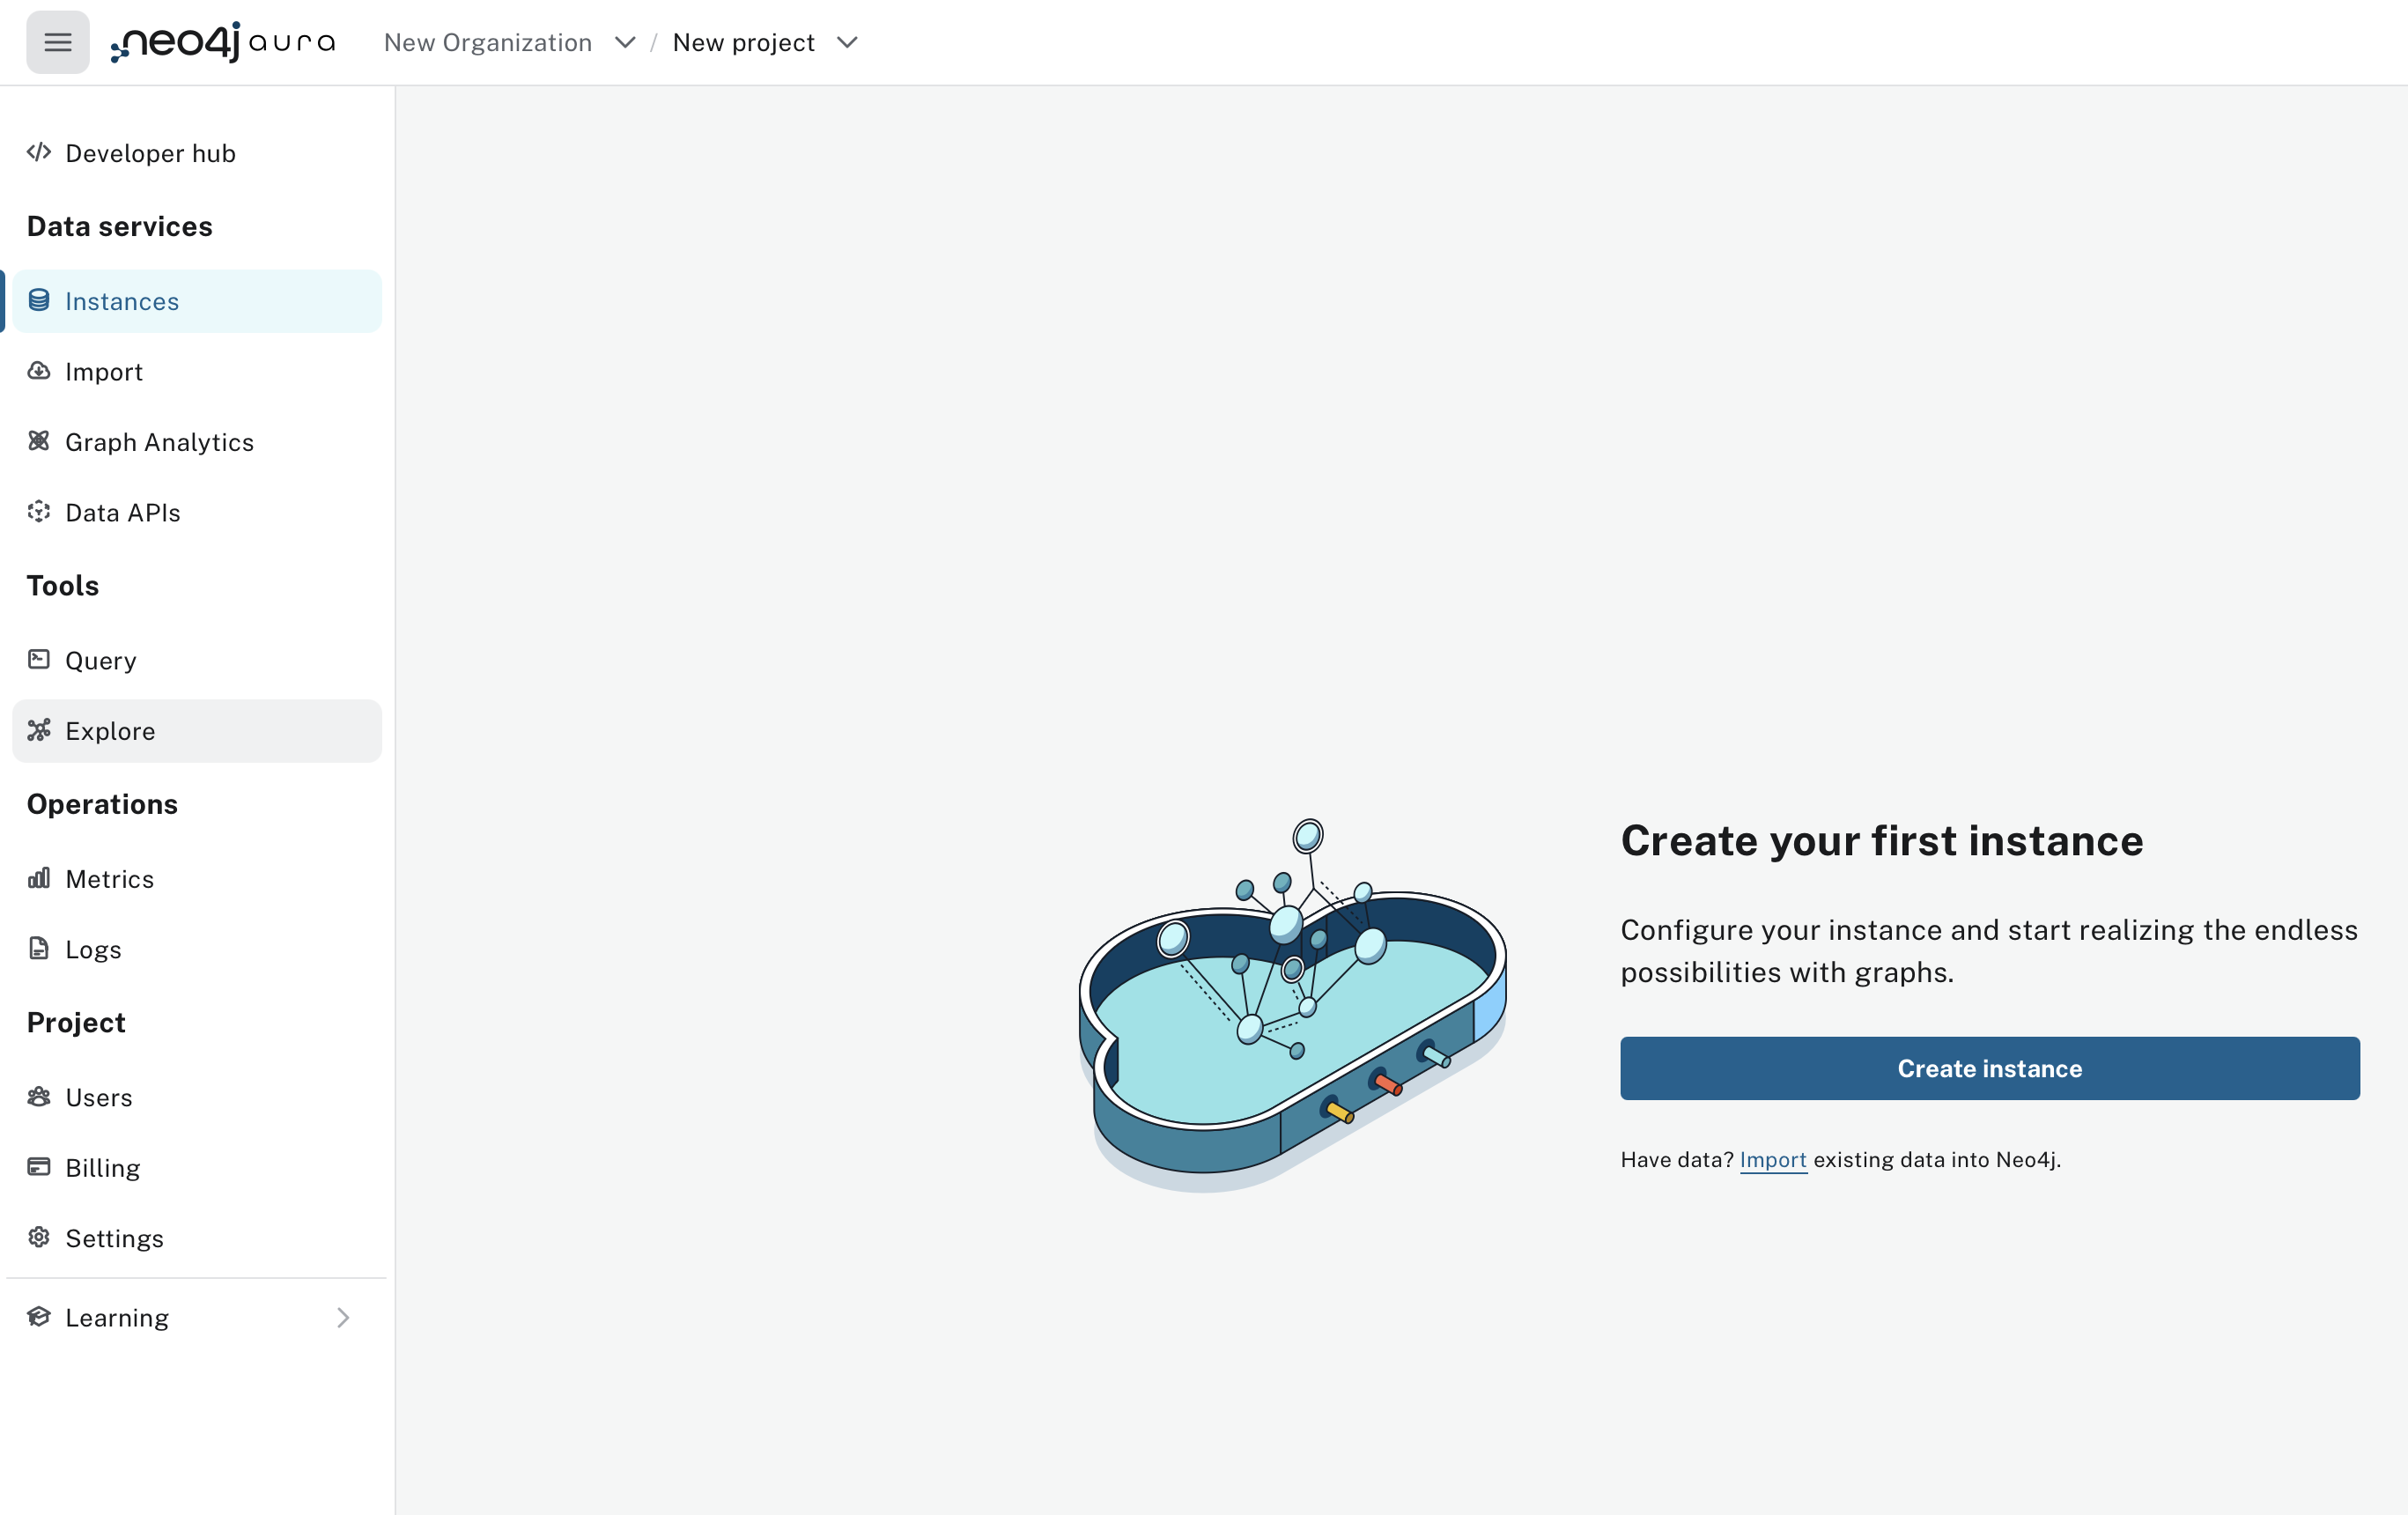 neo4j aura New Organization / New project
Developer hub
Data services
Instances
Import
Graph Analytics
Data APIs
Tools
Query
Explore
Operations
Metrics
Logs
Project
Users
Billing
Settings
Learning
Create your first instance
Configure your instance and start realizing the endless
possibilities with graphs.
Create instance
Have data? Import existing data into Neo4j.